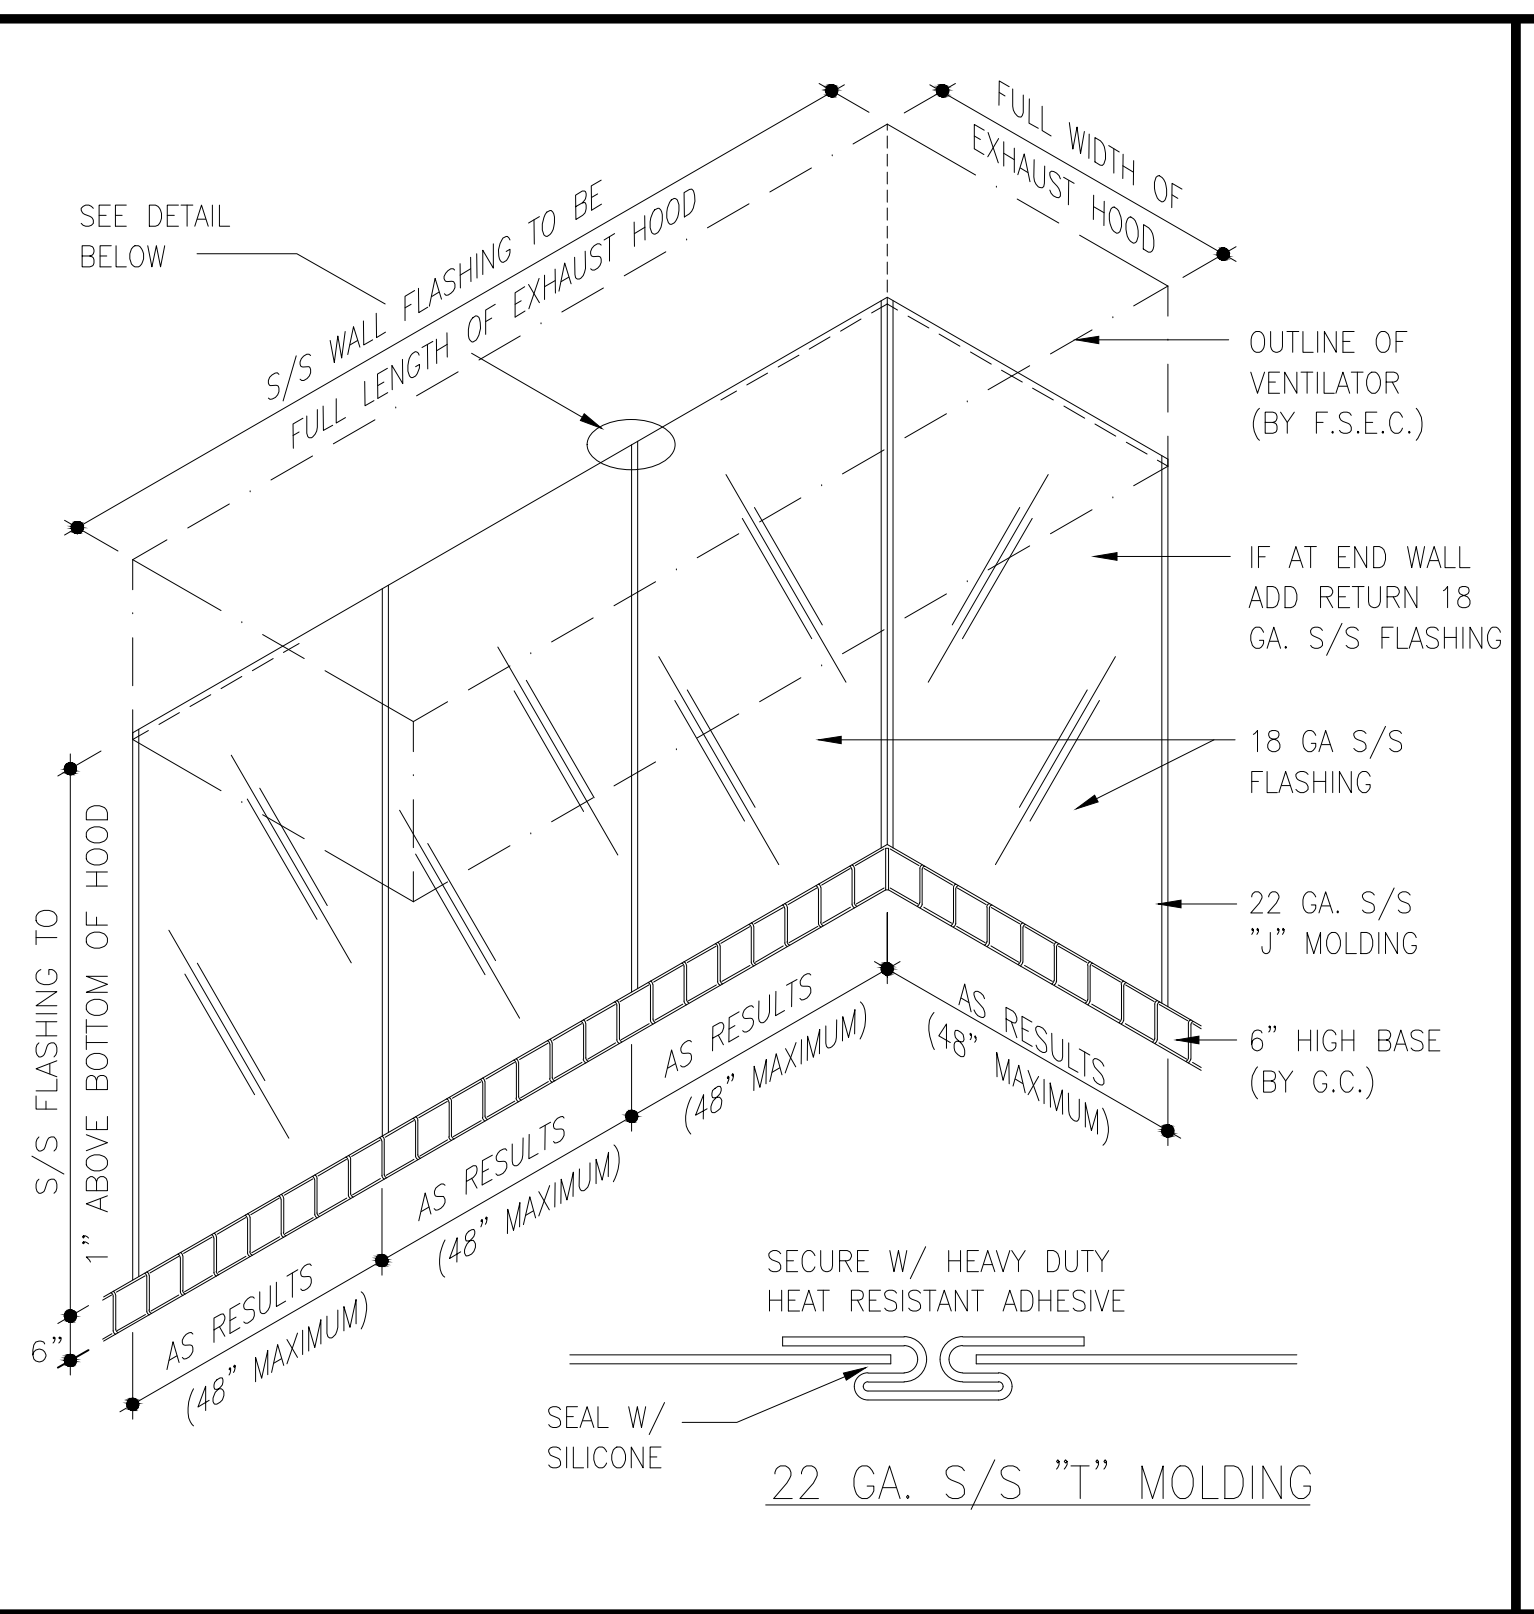 FULL WIDTH OF
EXHAUST HOOD
SEE DETAIL
BELOW
S/S WALL FLASHING TO BE
FULL LENGTH OF EXHAUST HOOD
OUTLINE OF
VENTILATOR
(BY F.S.E.C.)
IF AT END WALL
ADD RETURN 18
GA. S/S FLASHING
18 GA S/S
FLASHING
22 GA. S/S
"J" MOLDING
6" HIGH BASE
(BY G.C.)
S/S FLASHING TO
1" ABOVE BOTTOM OF HOOD
6"
AS RESULTS
(48" MAXIMUM)
AS RESULTS
(48" MAXIMUM)
AS RESULTS
(48" MAXIMUM)
AS RESULTS
(48" MAXIMUM)
SECURE W/ HEAVY DUTY
HEAT RESISTANT ADHESIVE
SEAL W/
SILICONE
22 GA. S/S "T" MOLDING